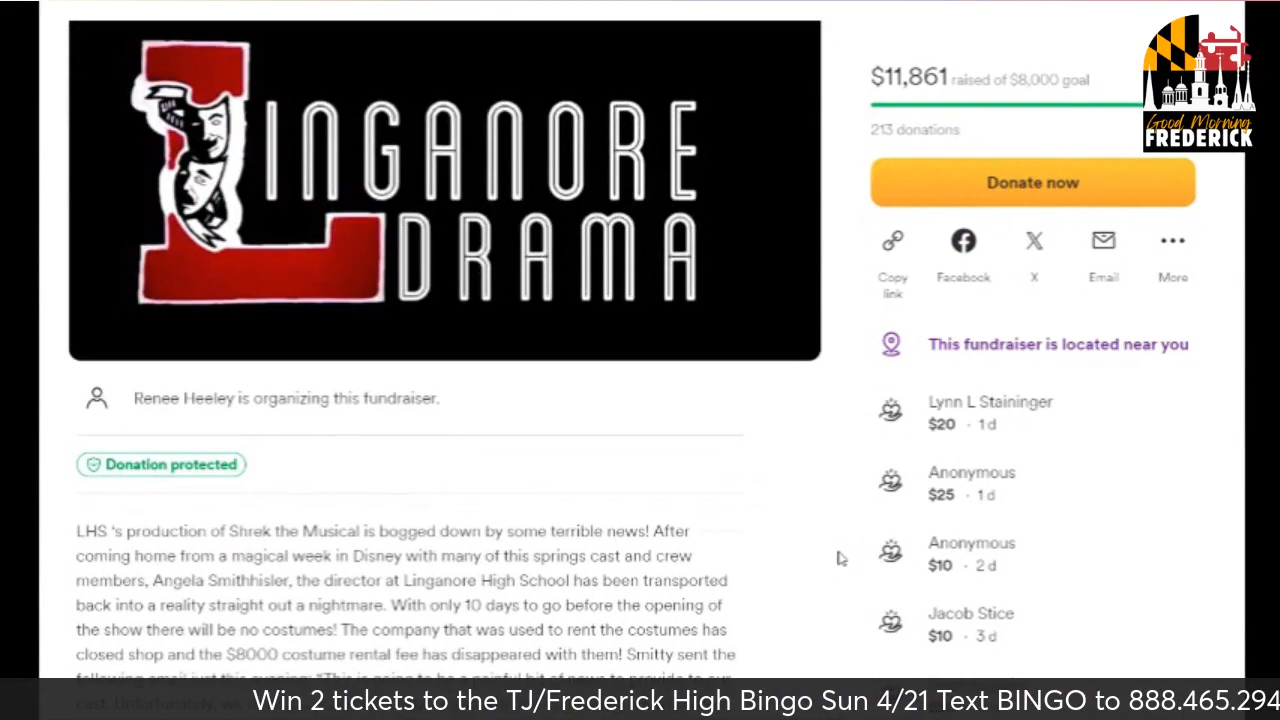 LINGANORE
DRAMA
Renee Heeley is organizing this fundraiser.
Donation protected
LHS 's production of Shrek the Musical is bogged down by some terrible news! After
coming home from a magical week in Disney with many of this springs cast and crew
members, Angela Smithhisler, the director at Linganore High School has been transported
back into a reality straight out a nightmare. With only 10 days to go before the opening of
the show there will be no costumes! The company that was used to rent the costumes has
closed shop and the $8000 costume rental fee has disappeared with them! Smitty sent the
$11,861 raised of $8,000 goal
213 donations
Donate now
Copy link
Facebook
X
Email
More
This fundraiser is located near you
Lynn L Staininger
$20 · 1 d
Anonymous
$25 · 1 d
Anonymous
$10 · 2 d
Jacob Stice
$10 · 3 d
Good Morning
FREDERICK
Win 2 tickets to the TJ/Frederick High Bingo Sun 4/21 Text BINGO to 888.465.294